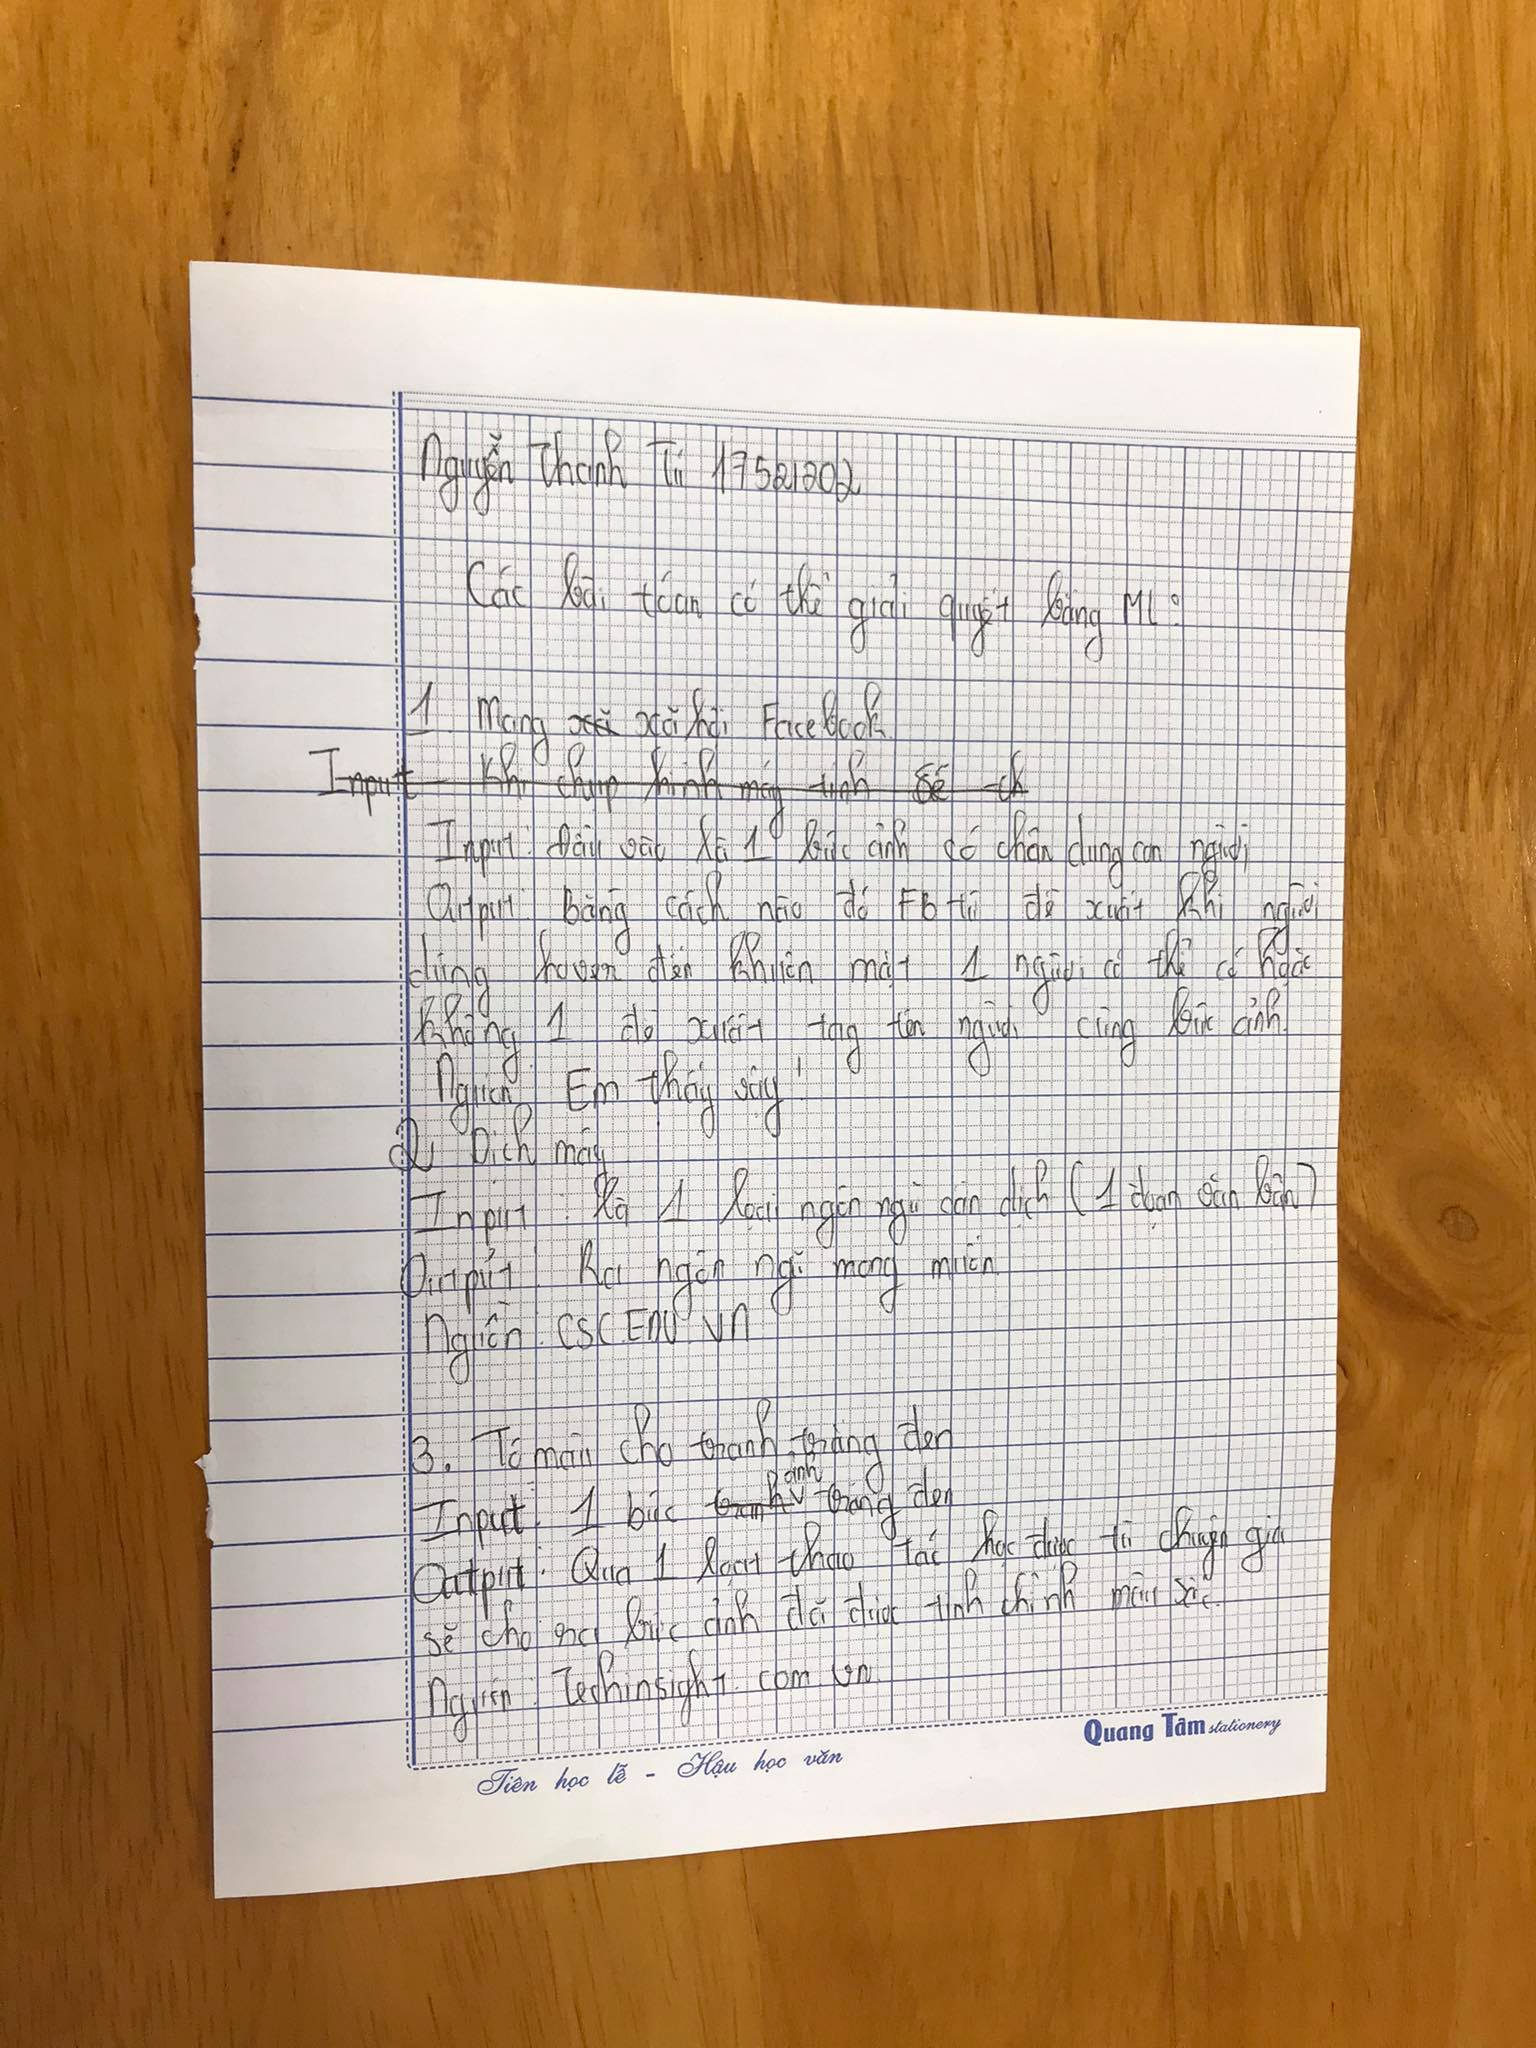 Nguyễn Thanh Tú 17521202
Các bài tóan có thể giải quyết bằng ML:
1. Mạng xã xã hội Facebook
Input Khi chụp hình máy tính sẽ
Input: Đầu vào là 1 bức ảnh có chân dung con người
Output: bằng cách nào đó FB tự đề xuất khi người
dùng đến khuôn mặt 1 người có thể có hoặc
không 1 đề xuất tag tên người cùng bức ảnh.
Nguồn: Em thấy vậy!
2. Dịch máy
Input: Là 1 loại ngôn ngữ cần dịch (1 đoạn văn bản)
Output: Ra ngôn ngữ mong muốn.
Nguồn: CSC EDU VN
3. Tô màu cho tranh trắng đen
Input: 1 bức tranh ảnh trắng đen
Output: Qua 1 loạt thao tác học được từ chuyên gia
sẽ cho ra bức ảnh đã được tinh chỉnh màu sắc.
Nguồn: Techinsight.com.vn.
Quang Tâm stationery
Tiên học lễ - Hậu học văn